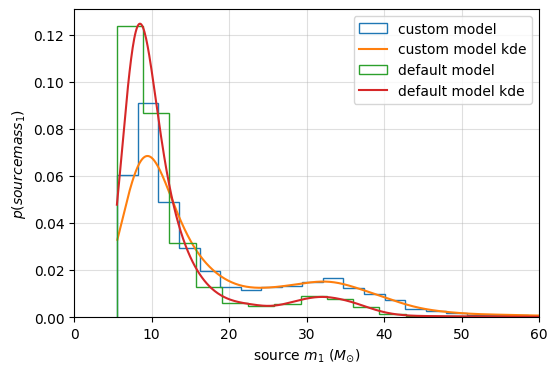 custom model
custom model kde
default model
default model kde
0.12
0.10
0.08
0.06
0.04
0.02
0.00
p(sourcemass₁)
0 10 20 30 40 50 60
source m₁ (M⊙)